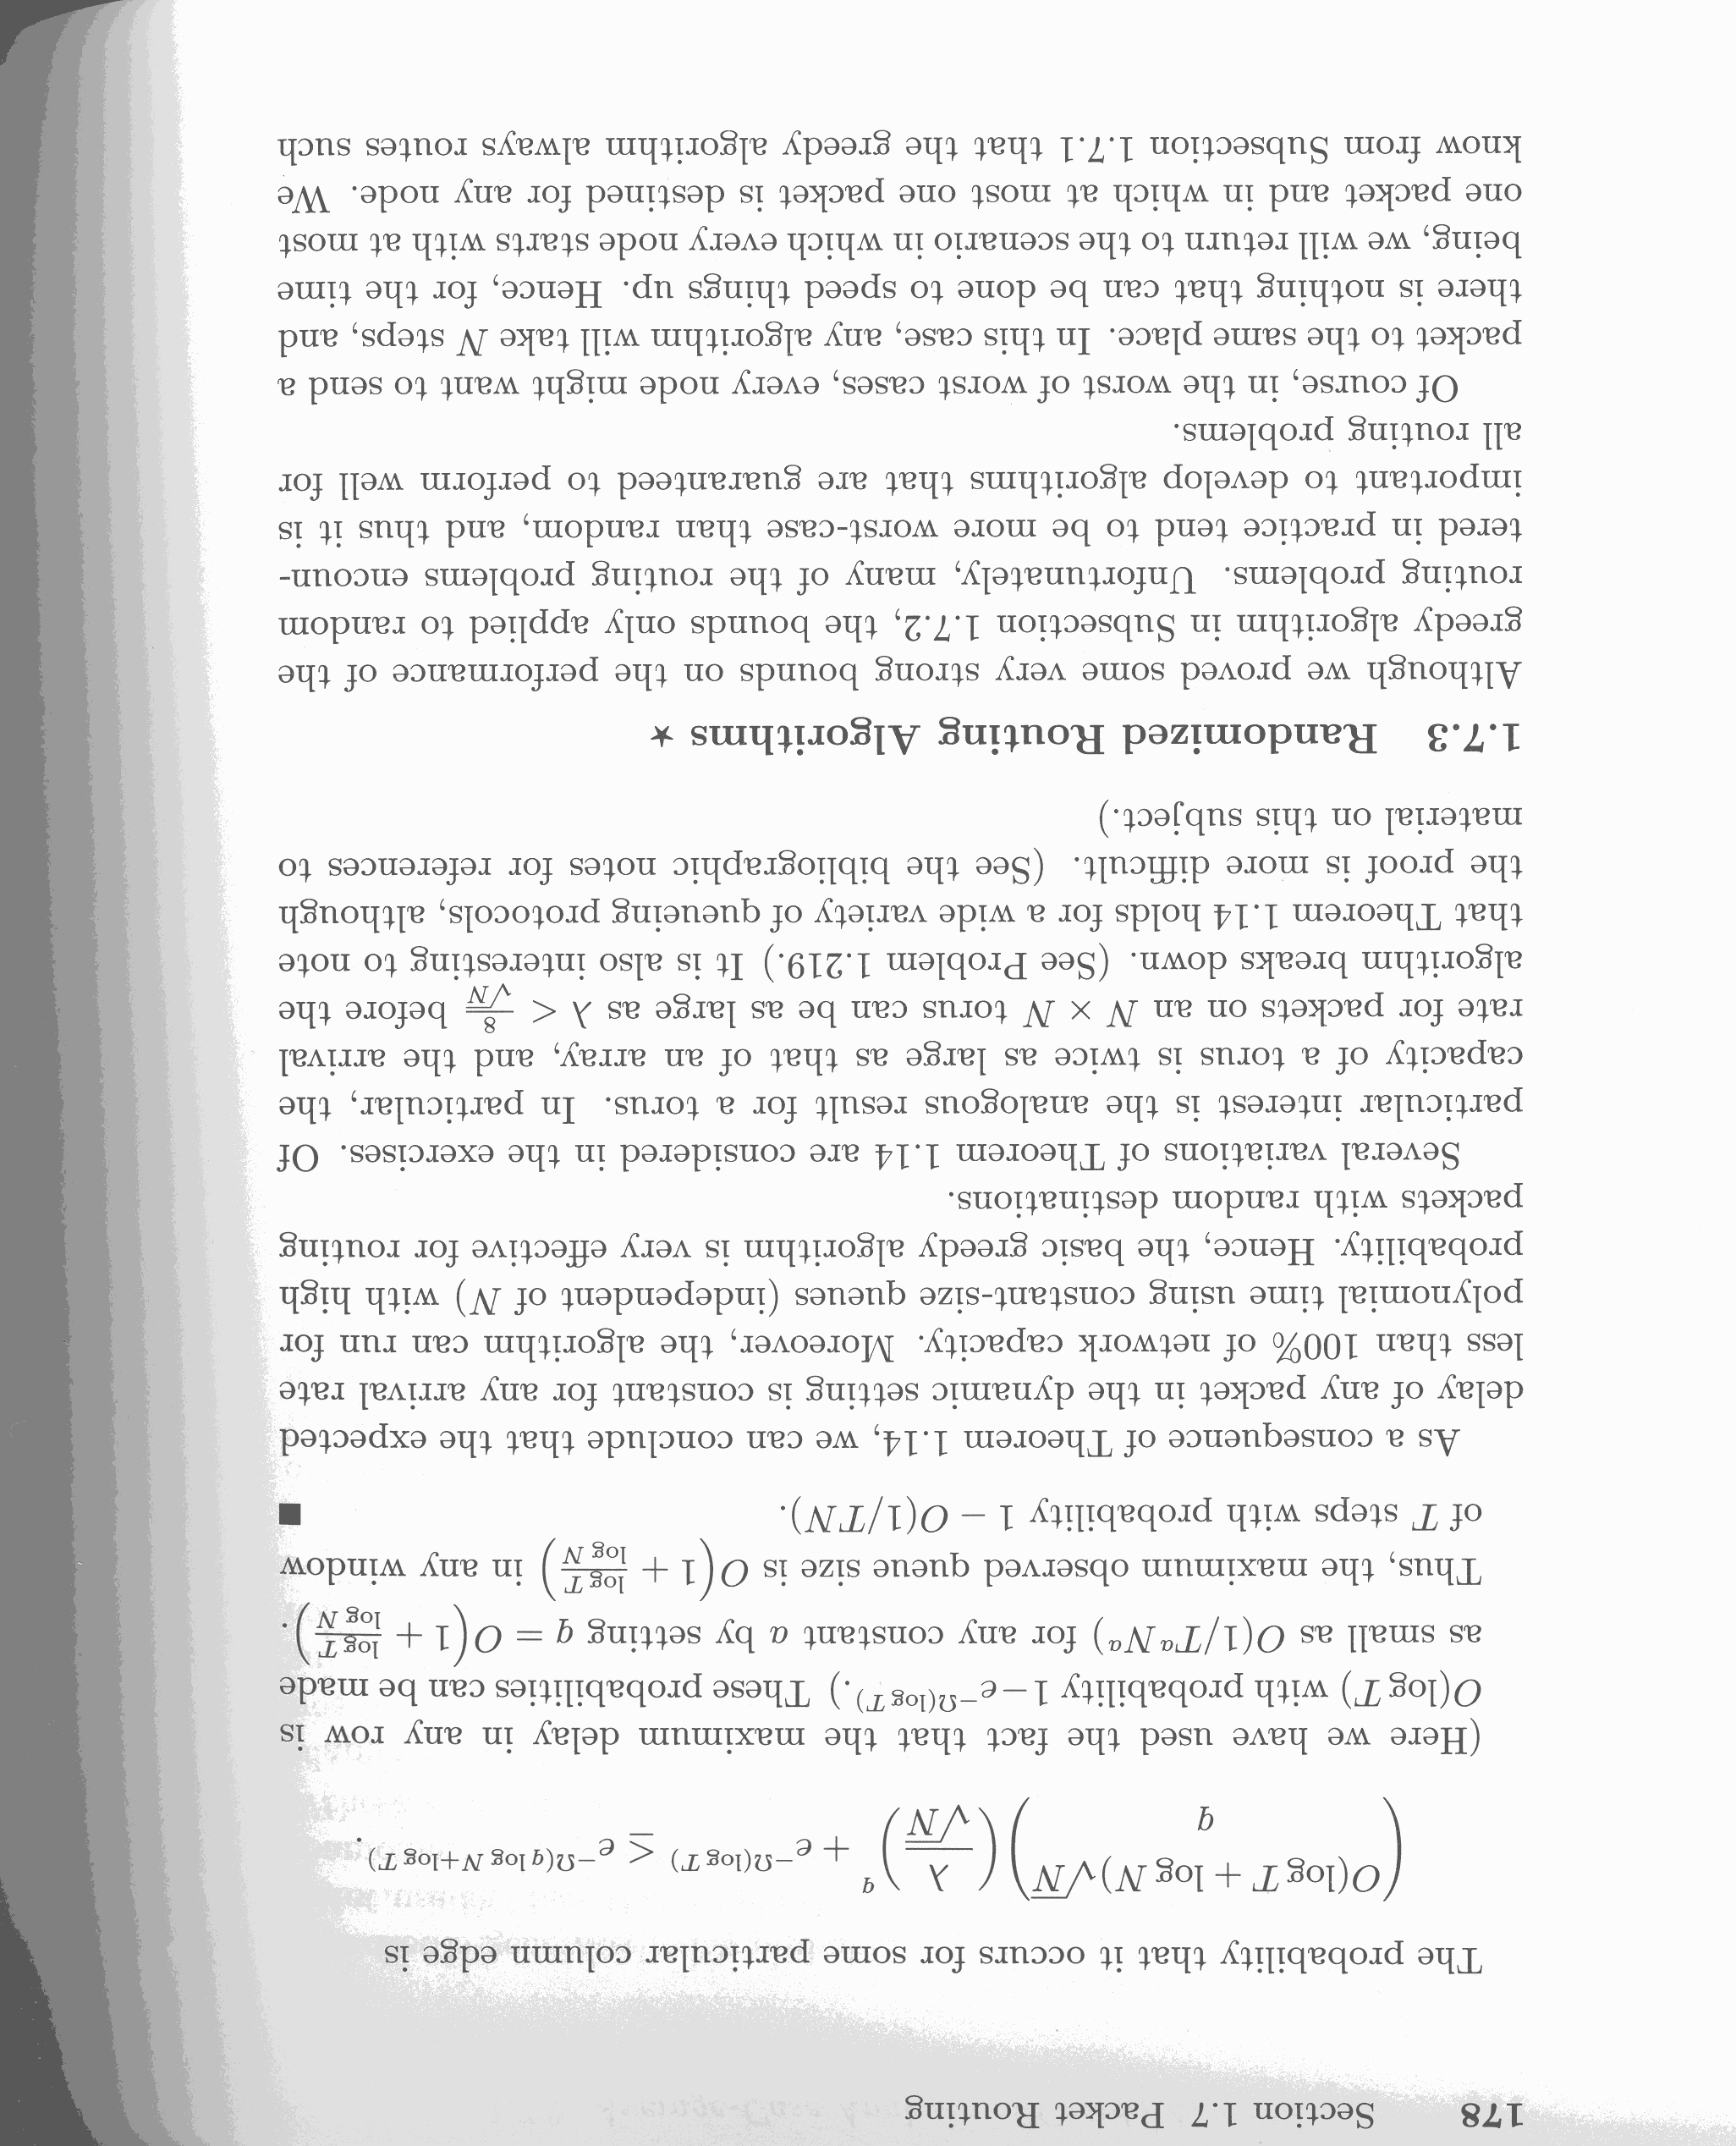 178 Section 1.7 Packet Routing
The probability that it occurs for some particular column edge is
\binom{O(\log T + \log N)\sqrt{N}}{q} \left(\frac{\lambda}{\sqrt{N}}\right)^q + e^{-Ω(\log T)} ≤ e^{-Ω(q \log N + \log T)}.
(Here we have used the fact that the maximum delay in any row is
O(log T) with probability 1 − e^{−Ω(log T)}.) These probabilities can be made
as small as O(1/T^a N^a) for any constant a by setting q = O(1 + \frac{\log T}{\log N}).
Thus, the maximum observed queue size is O(1 + \frac{\log T}{\log N}) in any window
of T steps with probability 1 − O(1/TN). ■
As a consequence of Theorem 1.14, we can conclude that the expected
delay of any packet in the dynamic setting is constant for any arrival rate
less than 100% of network capacity. Moreover, the algorithm can run for
polynomial time using constant-size queues (independent of N) with high
probability. Hence, the basic greedy algorithm is very effective for routing
packets with random destinations.
Several variations of Theorem 1.14 are considered in the exercises. Of
particular interest is the analogous result for a torus. In particular, the
capacity of a torus is twice as large as that of an array, and the arrival
rate for packets on an N × N torus can be as large as λ < \frac{8}{\sqrt{N}} before the
algorithm breaks down. (See Problem 1.219.) It is also interesting to note
that Theorem 1.14 holds for a wide variety of queueing protocols, although
the proof is more difficult. (See the bibliographic notes for references to
material on this subject.)
1.7.3 Randomized Routing Algorithms ★
Although we proved some very strong bounds on the performance of the
greedy algorithm in Subsection 1.7.2, the bounds only applied to random
routing problems. Unfortunately, many of the routing problems encoun-
tered in practice tend to be more worst-case than random, and thus it is
important to develop algorithms that are guaranteed to perform well for
all routing problems.
Of course, in the worst of worst cases, every node might want to send a
packet to the same place. In this case, any algorithm will take N steps, and
there is nothing that can be done to speed things up. Hence, for the time
being, we will return to the scenario in which every node starts with at most
one packet and in which at most one packet is destined for any node. We
know from Subsection 1.7.1 that the greedy algorithm always routes such